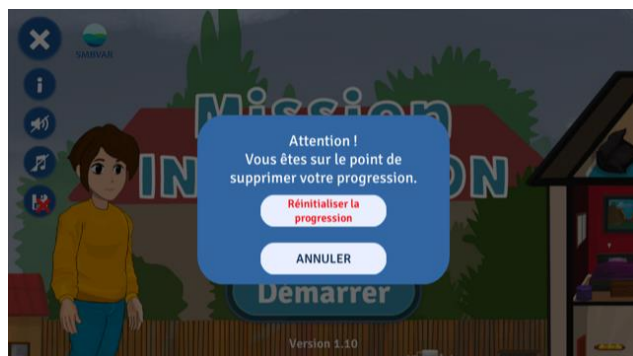 SMIVAR
Mission
IN
ON
Attention !
Vous êtes sur le point de
supprimer votre progression.
Réinitialiser la
progression
ANNULER
Démarrer
Version 1.10